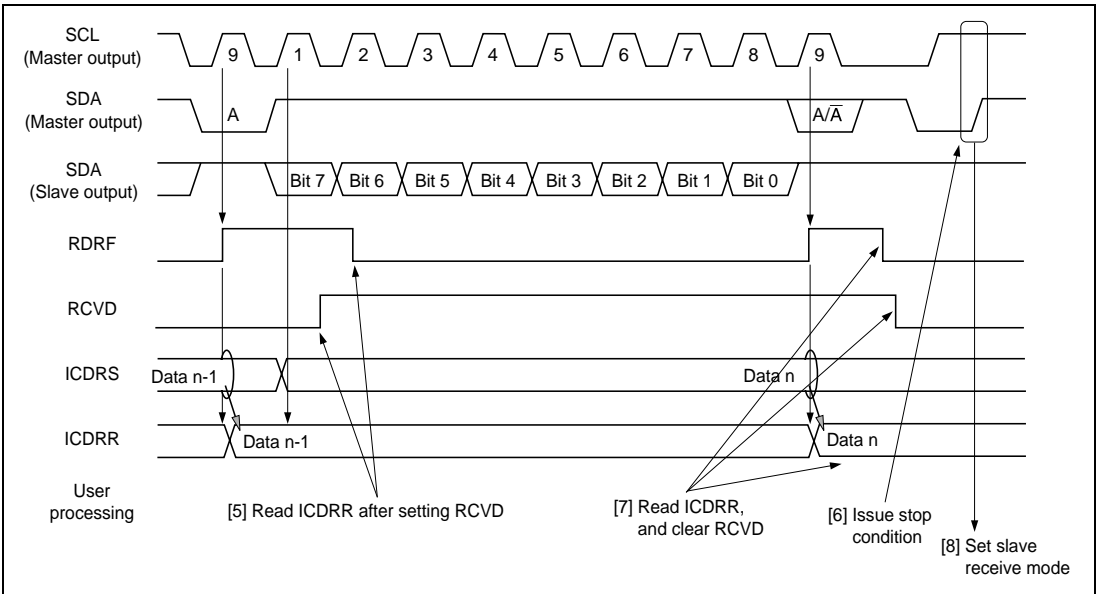 SCL
(Master output)
9
1
2
3
4
5
6
7
8
9
SDA
(Master output)
A
A/A̅
SDA
(Slave output)
Bit 7
Bit 6
Bit 5
Bit 4
Bit 3
Bit 2
Bit 1
Bit 0
RDRF
RCVD
ICDRS
Data n-1
Data n
ICDRR
Data n-1
Data n
User
processing
[5] Read ICDRR after setting RCVD
[7] Read ICDRR,
and clear RCVD
[6] Issue stop
condition
[8] Set slave
receive mode